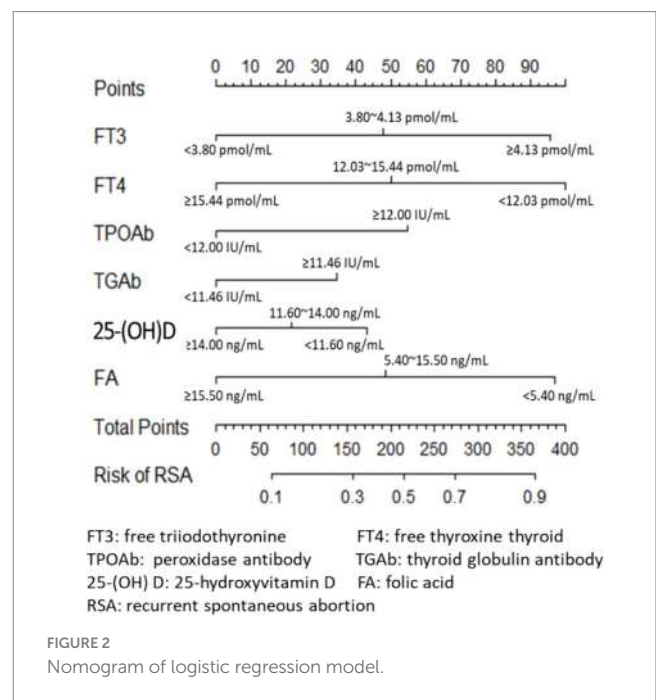 0 10 20 30 40 50 60 70 80 90
Points
3.80~4.13 pmol/mL
FT3
<3.80 pmol/mL ≥4.13 pmol/mL
12.03~15.44 pmol/mL
FT4
≥15.44 pmol/mL <12.03 pmol/mL
≥12.00 IU/mL
TPOAb
<12.00 IU/mL
≥11.46 IU/mL
TGAb
<11.46 IU/mL
11.60~14.00 ng/mL
25-(OH)D
≥14.00 ng/mL <11.60 ng/mL
5.40~15.50 ng/mL
FA
≥15.50 ng/mL <5.40 ng/mL
Total Points
0 50 100 150 200 250 300 350 400
Risk of RSA
0.1 0.3 0.5 0.7 0.9
FT3: free triiodothyronine FT4: free thyroxine thyroid
TPOAb: peroxidase antibody TGAb: thyroid globulin antibody
25-(OH) D: 25-hydroxyvitamin D FA: folic acid
RSA: recurrent spontaneous abortion
FIGURE 2
Nomogram of logistic regression model.